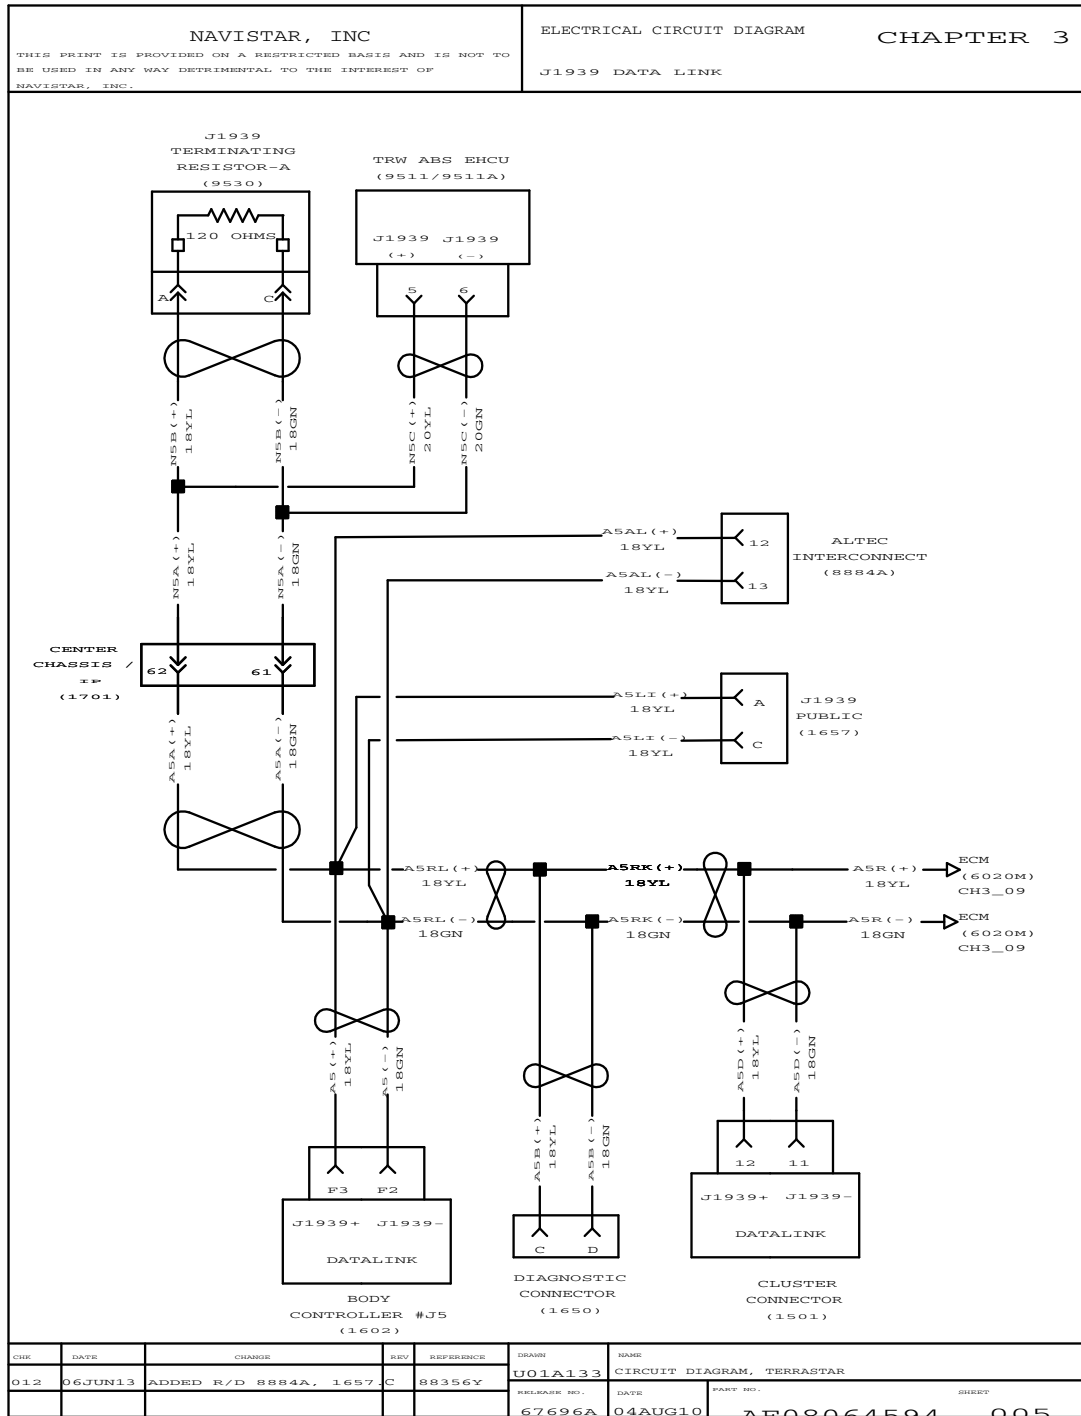 NAVISTAR, INC
THIS PRINT IS PROVIDED ON A RESTRICTED BASIS AND IS NOT TO
BE USED IN ANY WAY DETRIMENTAL TO THE INTEREST OF
NAVISTAR, INC.
ELECTRICAL CIRCUIT DIAGRAM
J1939 DATA LINK
CHAPTER 3
J1939
TERMINATING
RESISTOR-A
(9530)
120 OHMS
A
C
TRW ABS EHCU
(9511/9511A)
J1939
(+)
J1939
(-)
5
6
N5B(+)
18YL
N5B(-)
18GN
N5C(+)
20YL
N5C(-)
20GN
N5A(+)
18YL
N5A(-)
18GN
A5AL(+)
18YL
A5AL(-)
18YL
12
13
ALTEC
INTERCONNECT
(8884A)
CENTER
CHASSIS /
IP
(1701)
62
61
A5LI(+)
18YL
A5LI(-)
18YL
A
C
J1939
PUBLIC
(1657)
A5A(+)
18YL
A5A(-)
18GN
A5RL(+)
18YL
A5RK(+)
18YL
A5R(+)
18YL
ECM
(6020M)
CH3_09
A5RL(-)
18GN
A5RK(-)
18GN
A5R(-)
18GN
ECM
(6020M)
CH3_09
A5(+)
18YL
A5(-)
18GN
A5B(+)
18YL
A5B(-)
18GN
A5D(+)
18YL
A5D(-)
18GN
F3
F2
J1939+ J1939-
DATALINK
BODY
CONTROLLER #J5
(1602)
C
D
DIAGNOSTIC
CONNECTOR
(1650)
12
11
J1939+ J1939-
DATALINK
CLUSTER
CONNECTOR
(1501)
CHK DATE CHANGE REV REFERENCE
012 06JUN13 ADDED R/D 8884A, 1657. C 88356Y
DRAWN
U01A133
NAME
CIRCUIT DIAGRAM, TERRASTAR
RELEASE NO.
67696A
DATE
04AUG10
PART NO.
AE08064594
SHEET
005